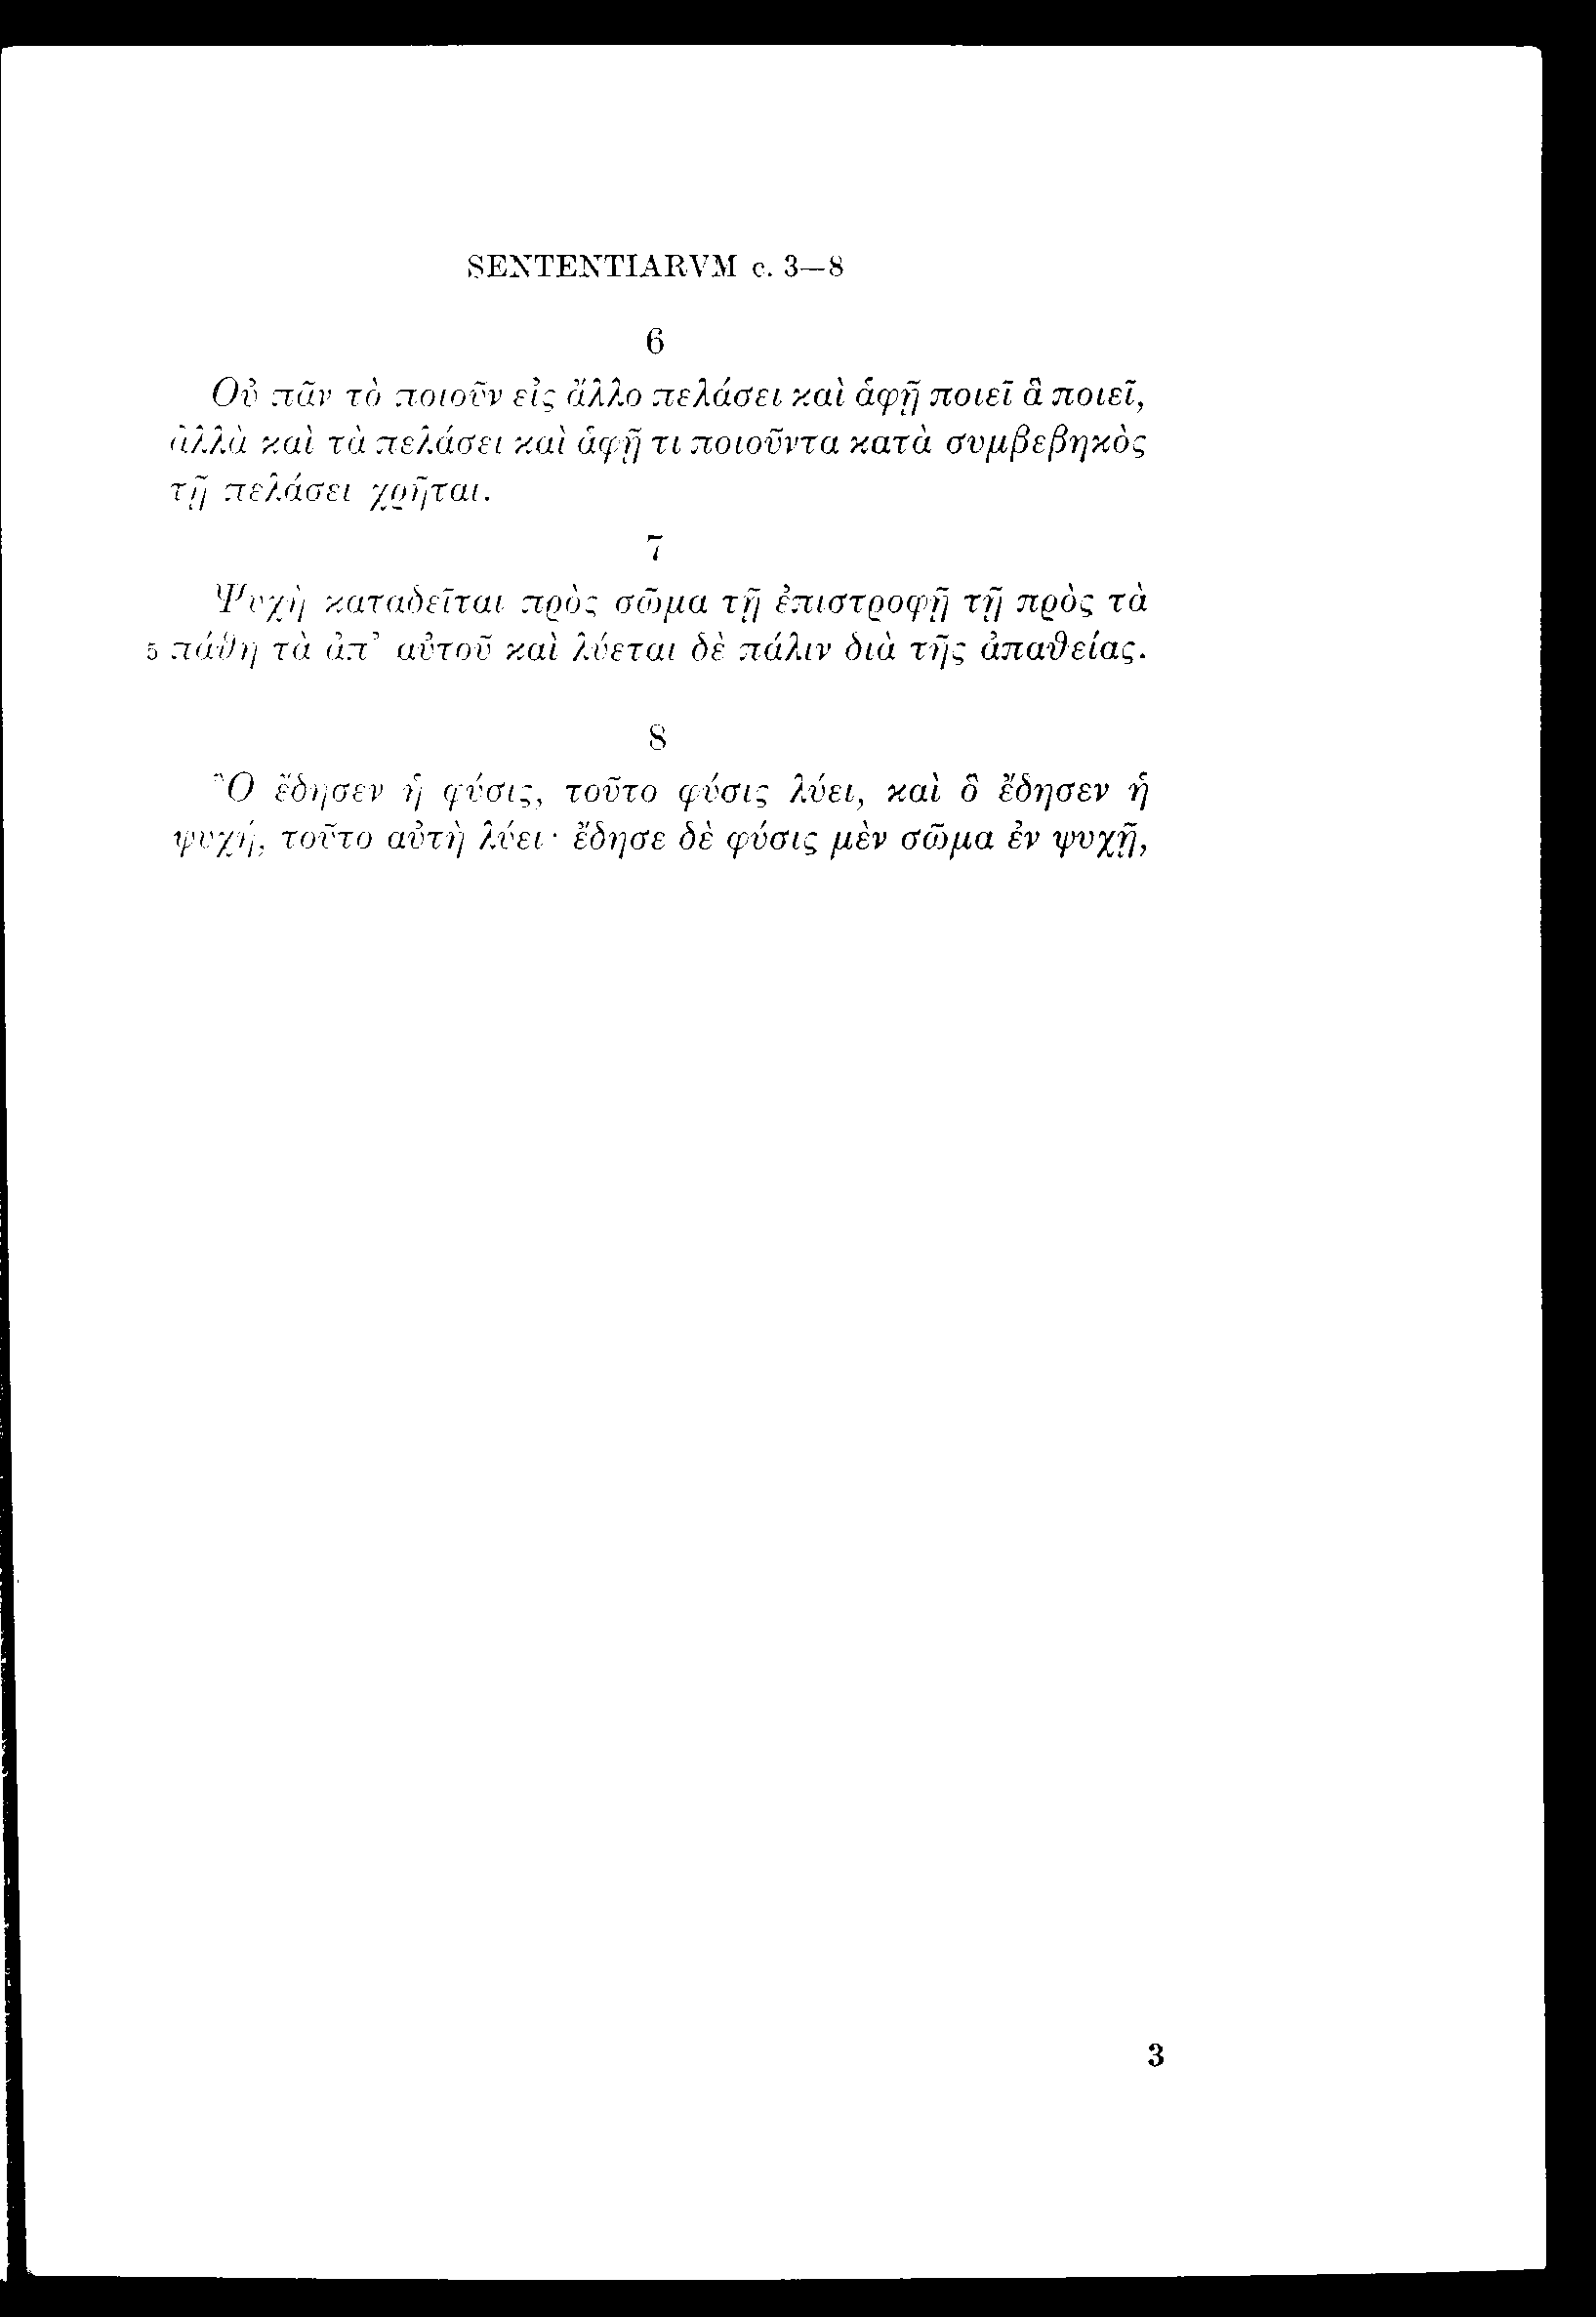 SENTENTIARVM c. 3—8
6
Οὐ πᾶν τὸ ποιοῦν εἰς ἄλλο πελάσει καὶ ἁφῇ ποιεῖ ἃ ποιεῖ,
ἀλλὰ καὶ τὰ πελάσει καὶ ἁφῇ τι ποιοῦντα κατὰ συμβεβηκὸς
τῇ πελάσει χρῆται.
7
Ψυχὴ καταδεῖται πρὸς σῶμα τῇ ἐπιστροφῇ τῇ πρὸς τὰ
5 πάθη τὰ ἀπ’ αὐτοῦ καὶ λύεται δὲ πάλιν διὰ τῆς ἀπαθείας.
8
Ὃ ἔδησεν ἡ φύσις, τοῦτο φύσις λύει, καὶ ὃ ἔδησεν ἡ
ψυχή, τοῦτο αὐτὴ λύει· ἔδησε δὲ φύσις μὲν σῶμα ἐν ψυχῇ,
3